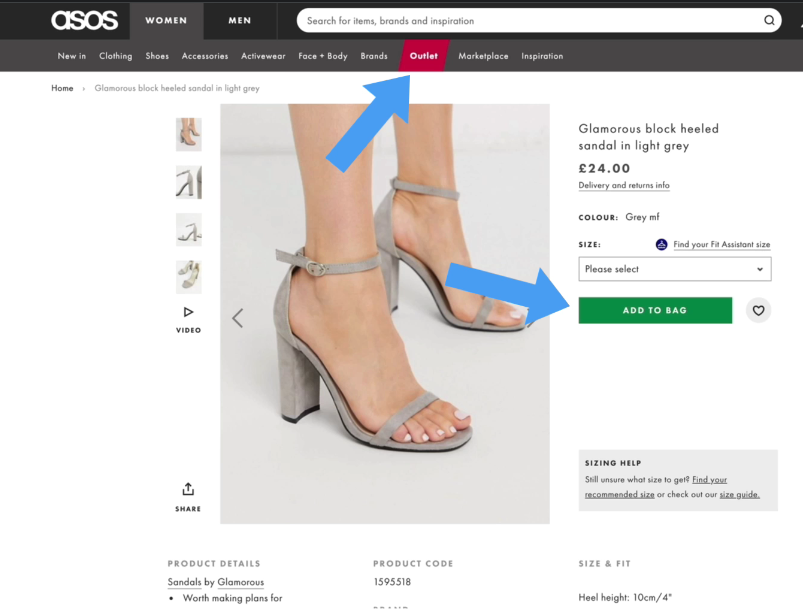 asos
WOMEN
MEN
Search for items, brands and inspiration
New in Clothing Shoes Accessories Activewear Face + Body Brands Outlet Marketplace Inspiration
Home › Glamorous block heeled sandal in light grey
VIDEO
SHARE
Glamorous block heeled
sandal in light grey
£24.00
Delivery and returns info
COLOUR: Grey mf
SIZE: Find your Fit Assistant size
Please select
ADD TO BAG
SIZING HELP
Still unsure what size to get? Find your
recommended size or check out our size guide.
PRODUCT DETAILS
Sandals by Glamorous
• Worth making plans for
PRODUCT CODE
1595518
SIZE & FIT
Heel height: 10cm/4"